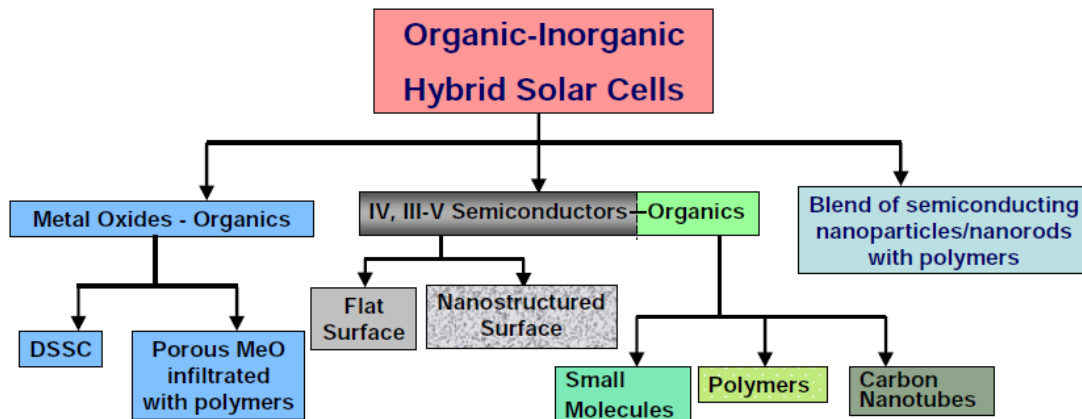 Organic-Inorganic
Hybrid Solar Cells
Metal Oxides - Organics
IV, III-V Semiconductors–Organics
Blend of semiconducting
nanoparticles/nanorods
with polymers
Flat
Surface
Nanostructured
Surface
DSSC
Porous MeO
infiltrated
with polymers
Small
Molecules
Polymers
Carbon
Nanotubes